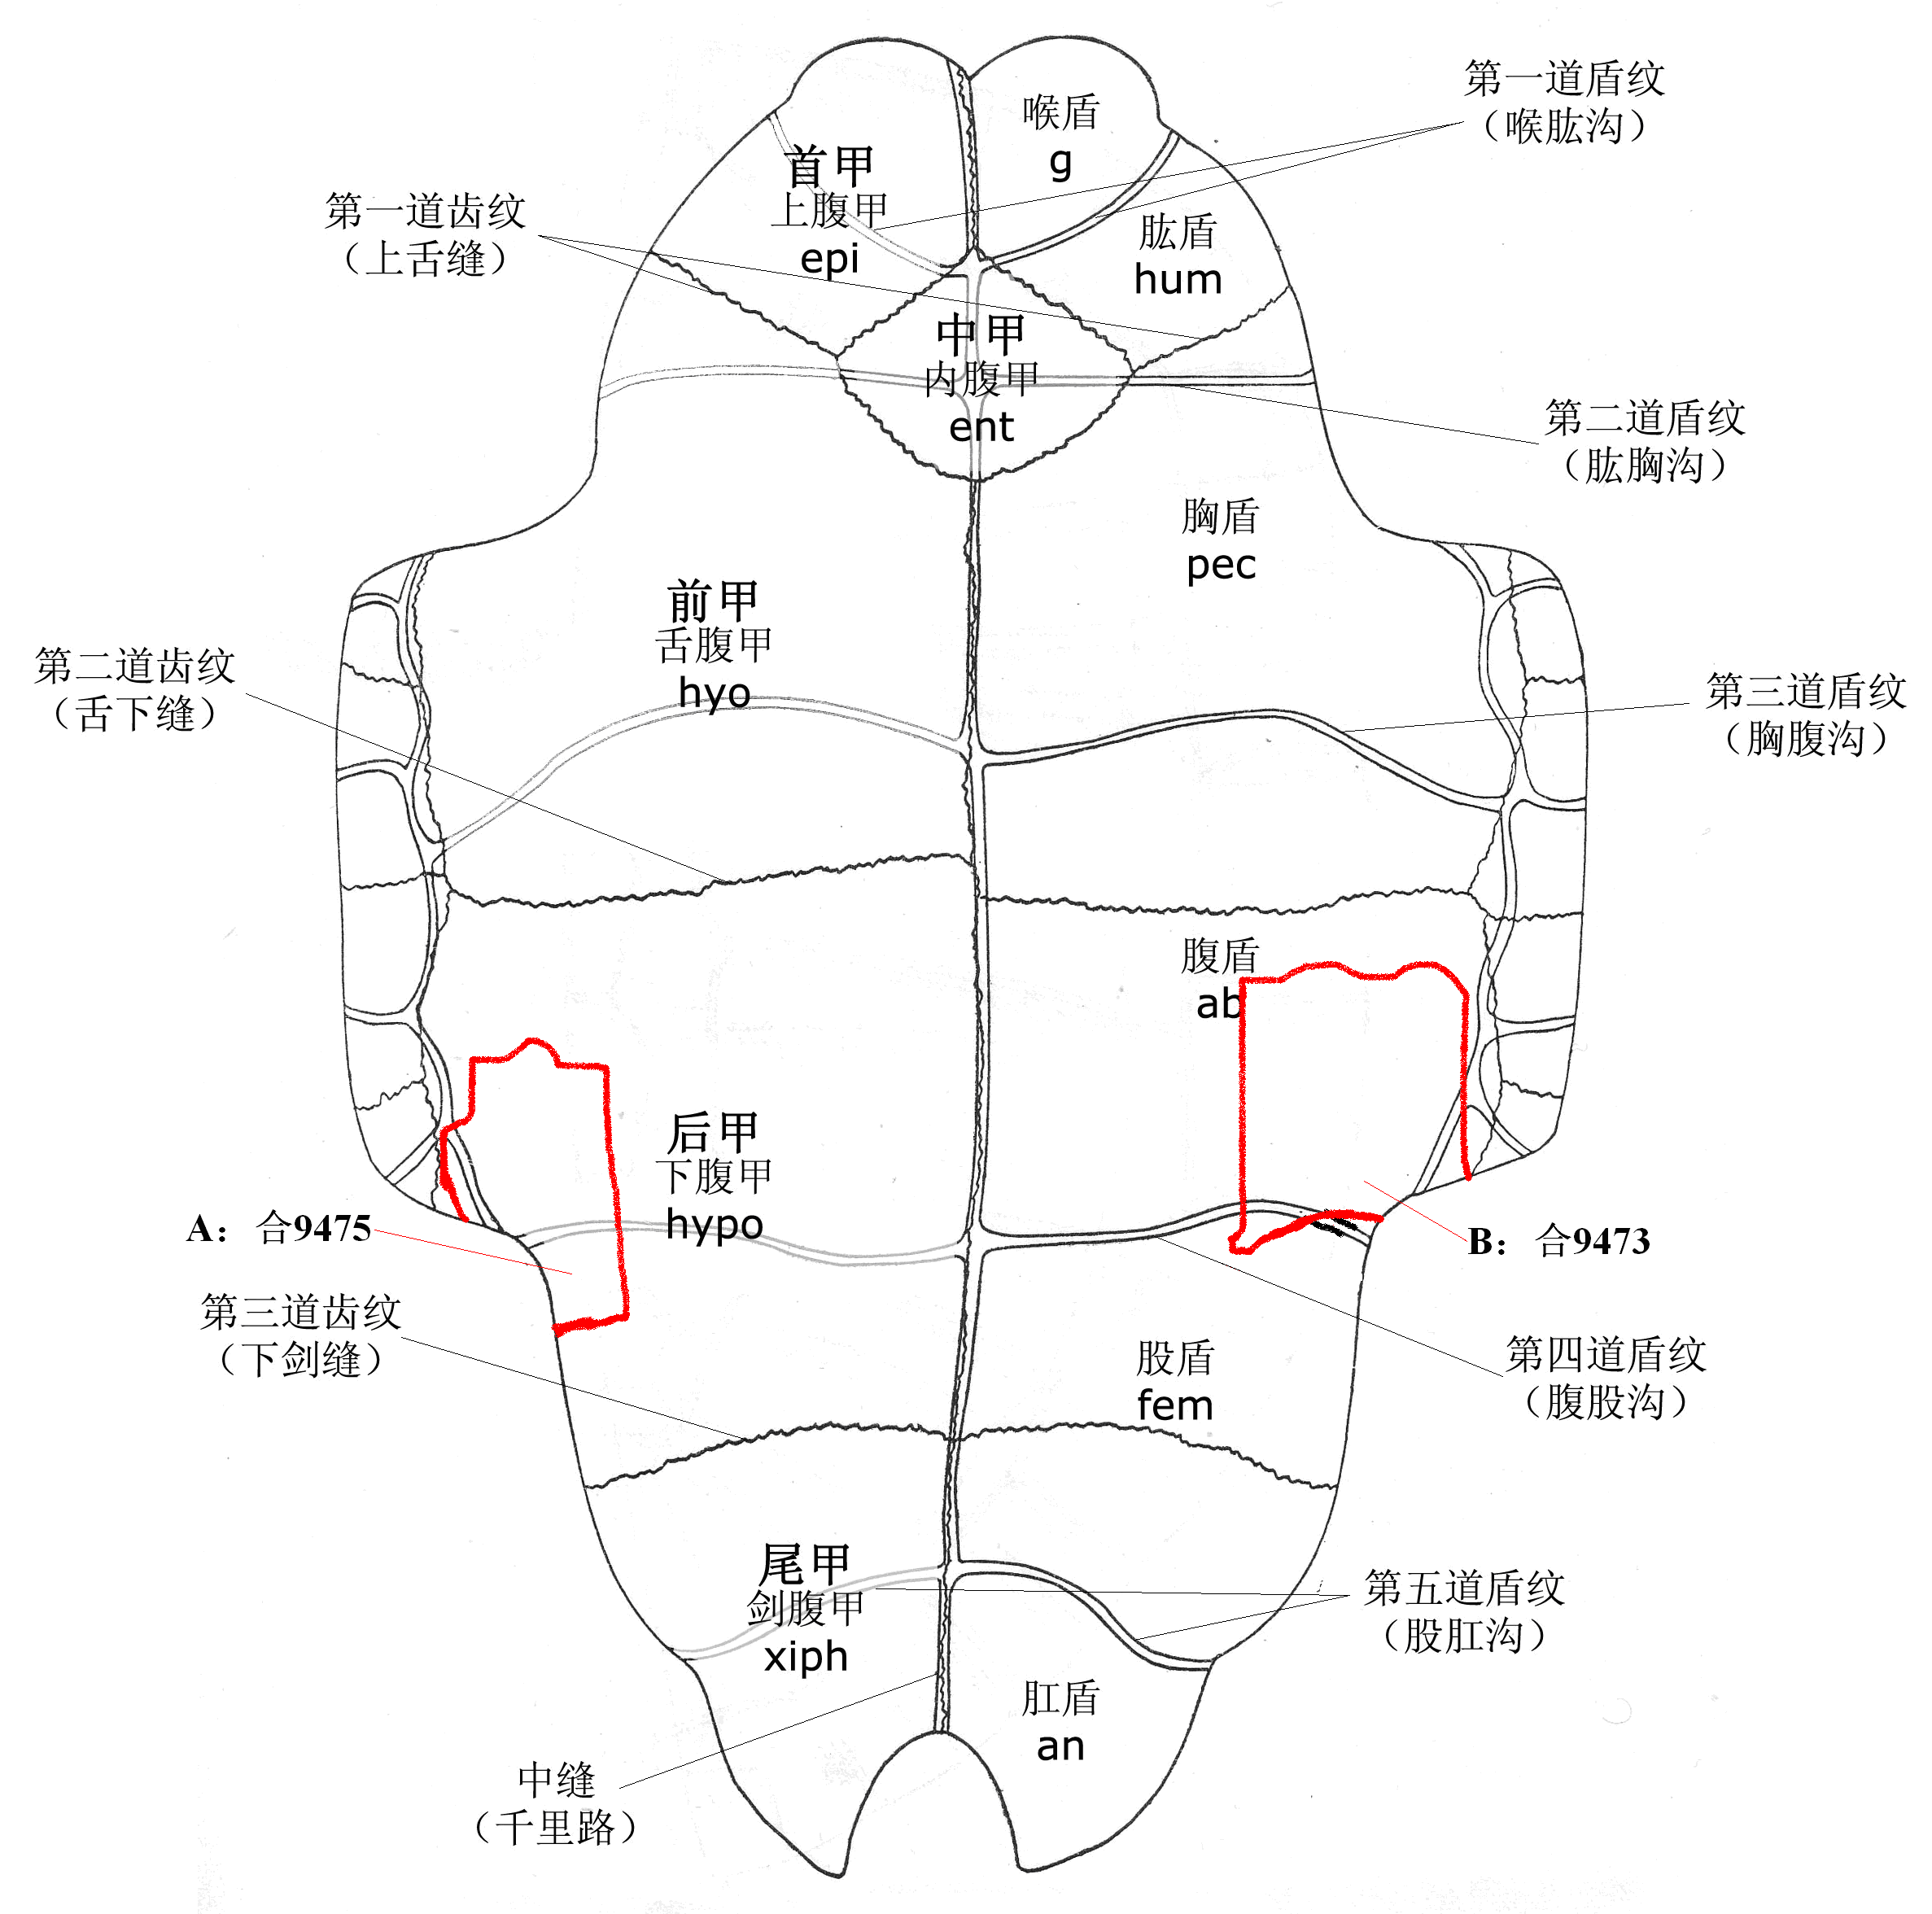 第一道盾纹
（喉肱沟）
喉盾
g
首甲
上腹甲
epi
第一道齿纹
（上舌缝）
肱盾
hum
中甲
内腹甲
ent
第二道盾纹
（肱胸沟）
胸盾
pec
前甲
舌腹甲
hyo
第二道齿纹
（舌下缝）
第三道盾纹
（胸腹沟）
腹盾
ab
后甲
下腹甲
hypo
A：合9475
B：合9473
第三道齿纹
（下剑缝）
股盾
fem
第四道盾纹
（腹股沟）
尾甲
剑腹甲
xiph
第五道盾纹
（股肛沟）
肛盾
an
中缝
（千里路）